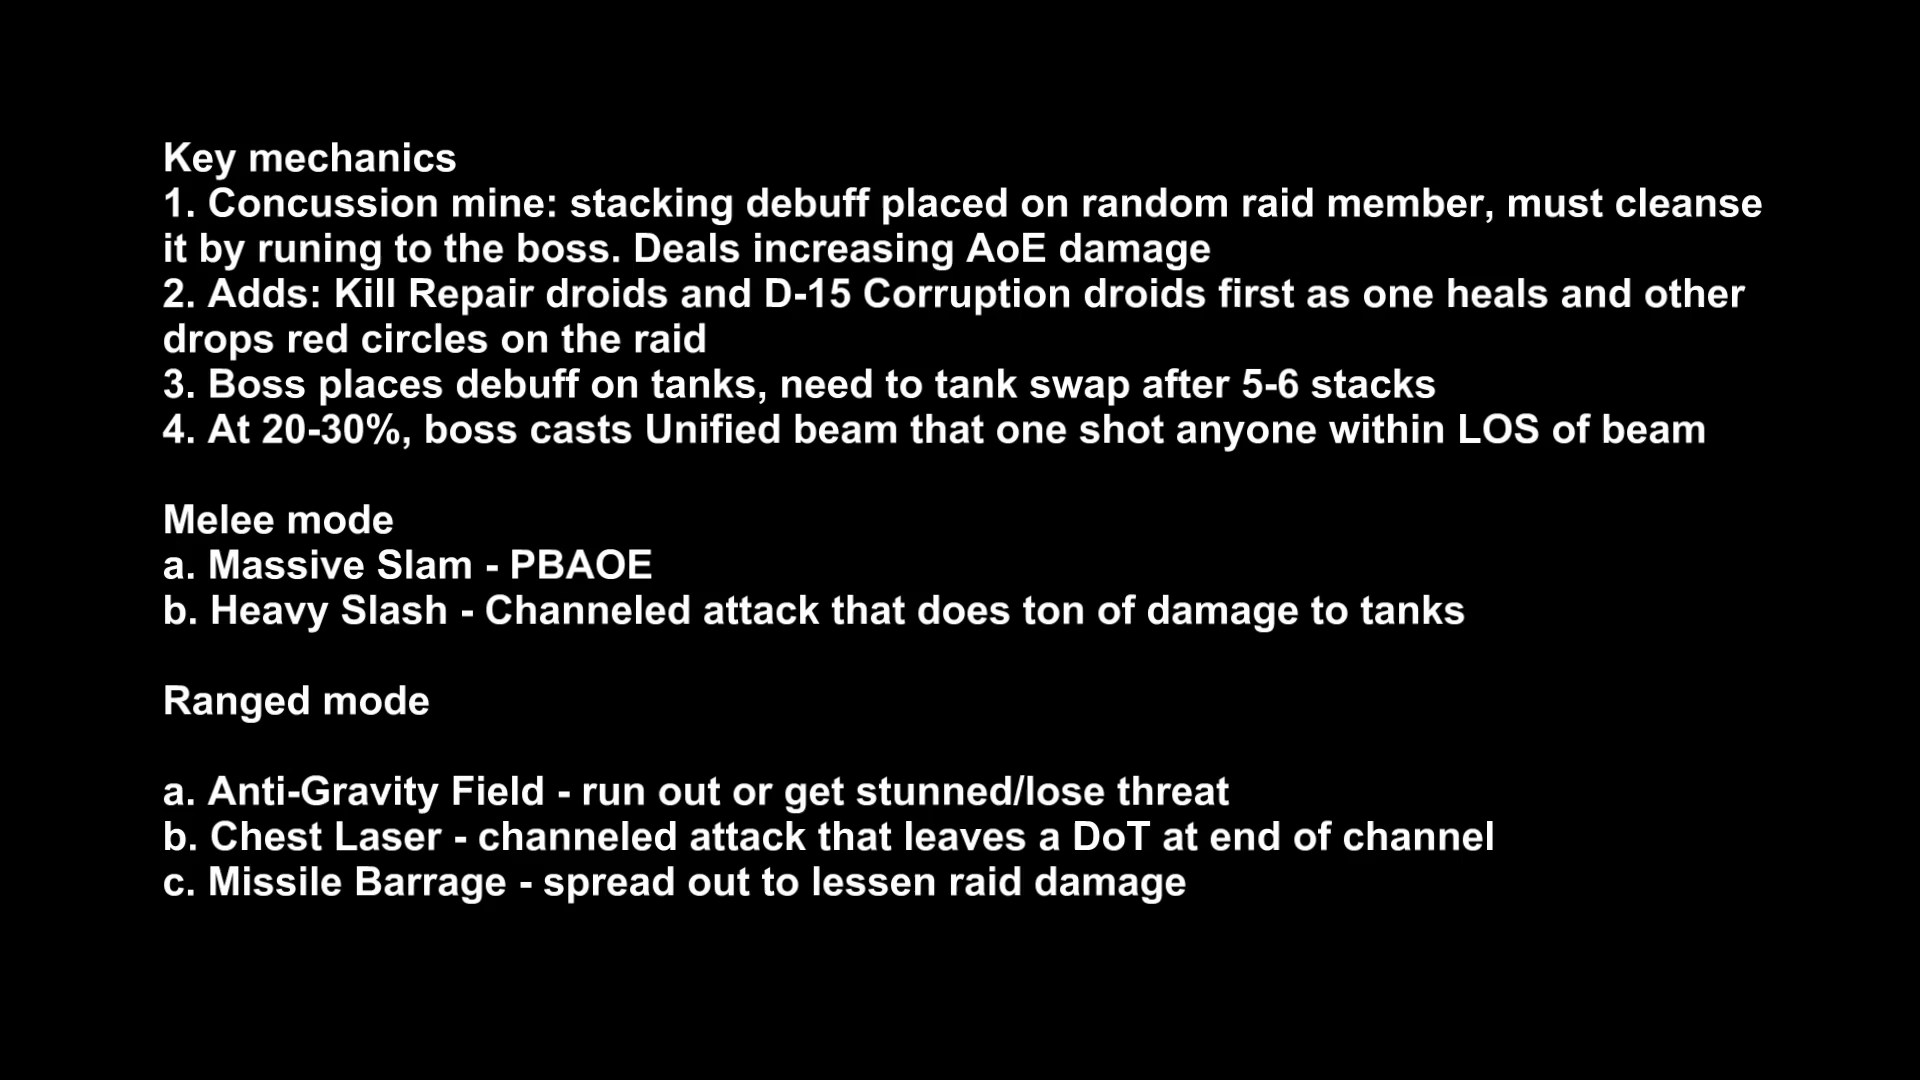 Key mechanics
1. Concussion mine: stacking debuff placed on random raid member, must cleanse
it by runing to the boss. Deals increasing AoE damage
2. Adds: Kill Repair droids and D-15 Corruption droids first as one heals and other
drops red circles on the raid
3. Boss places debuff on tanks, need to tank swap after 5-6 stacks
4. At 20-30%, boss casts Unified beam that one shot anyone within LOS of beam
Melee mode
a. Massive Slam - PBAOE
b. Heavy Slash - Channeled attack that does ton of damage to tanks
Ranged mode
a. Anti-Gravity Field - run out or get stunned/lose threat
b. Chest Laser - channeled attack that leaves a DoT at end of channel
c. Missile Barrage - spread out to lessen raid damage